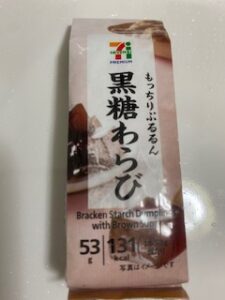 7
PREMIUM
もっちりぷるるん
黒糖わらび
Bracken Starch Dumplings
with Brown Sugar
53
g
131
kcal
写真はイメージです